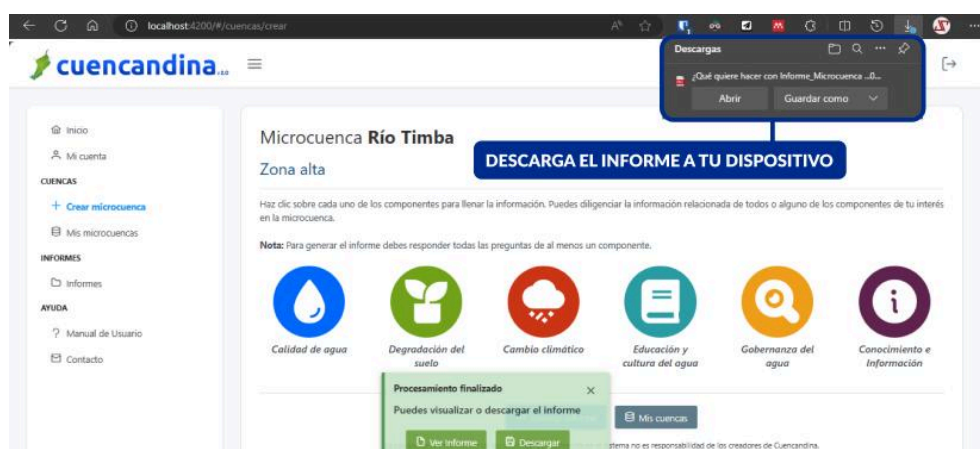 localhost:4200/#/cuencas/crear
Descargas
¿Qué quiere hacer con Informe_Microcuenca ...0...
Abrir
Guardar como
cuencandina
DESCARGA EL INFORME A TU DISPOSITIVO
Inicio
Mi cuenta
CUENCAS
Crear microcuenca
Mis microcuencas
INFORMES
Informes
AYUDA
Manual de Usuario
Contacto
Microcuenca Río Timba
Zona alta
Haz clic sobre cada uno de los componentes para llenar la información. Puedes diligenciar la información relacionada de todos o alguno de los componentes de tu interés
en la microcuenca.
Nota: Para generar el informe debes responder todas las preguntas de al menos un componente.
Calidad de agua
Degradación del
suelo
Cambio climático
Educación y
cultura del agua
Gobernanza del
agua
Conocimiento e
Información
Procesamiento finalizado
Puedes visualizar o descargar el informe
Ver informe
Descargar
Mis cuencas
no es responsabilidad de los creadores de Cuencandina.